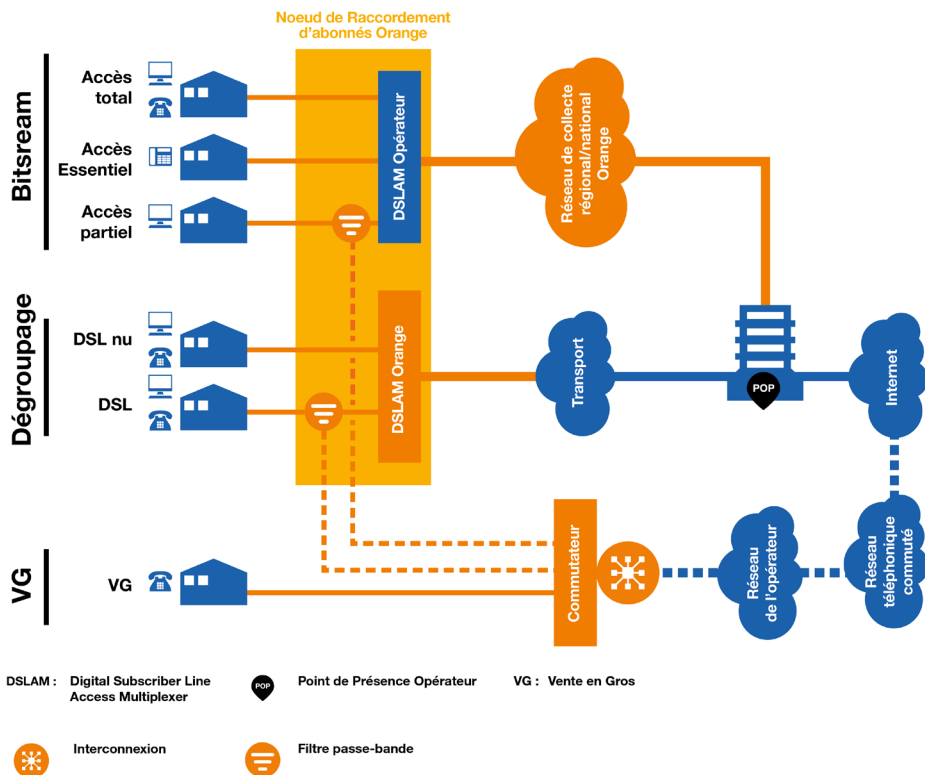 Noeud de Raccordement
d'abonnés Orange
Bitsream
Accès
total
Accès
Essentiel
Accès
partiel
DSLAM Opérateur
Réseau de collecte
régional/national
Orange
Dégroupage
DSL nu
DSL
DSLAM Orange
Transport
POP
Internet
VG
VG
Commutateur
Réseau
de l'opérateur
Réseau
téléphonique
commuté
DSLAM : Digital Subscriber Line
Access Multiplexer
POP Point de Présence Opérateur
VG : Vente en Gros
Interconnexion
Filtre passe-bande